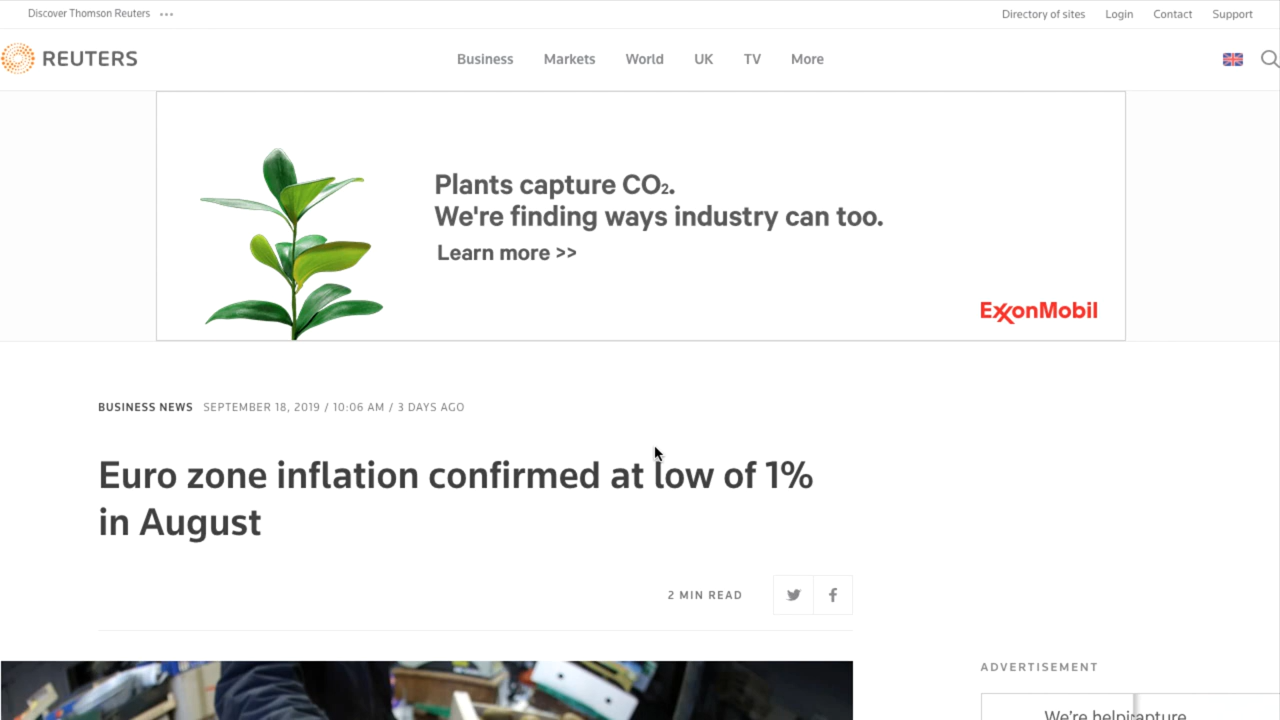 Discover Thomson Reuters
Directory of sites Login Contact Support
REUTERS
Business Markets World UK TV More
Plants capture CO₂.
We're finding ways industry can too.
Learn more >>
ExxonMobil
BUSINESS NEWS SEPTEMBER 18, 2019 / 10:06 AM / 3 DAYS AGO
Euro zone inflation confirmed at low of 1%
in August
2 MIN READ
ADVERTISEMENT
We're